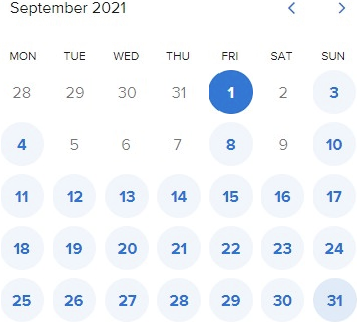 September 2021
MON TUE WED THU FRI SAT SUN
28 29 30 31 1 2 3
4 5 6 7 8 9 10
11 12 13 14 15 16 17
18 19 20 21 22 23 24
25 26 27 28 29 30 31